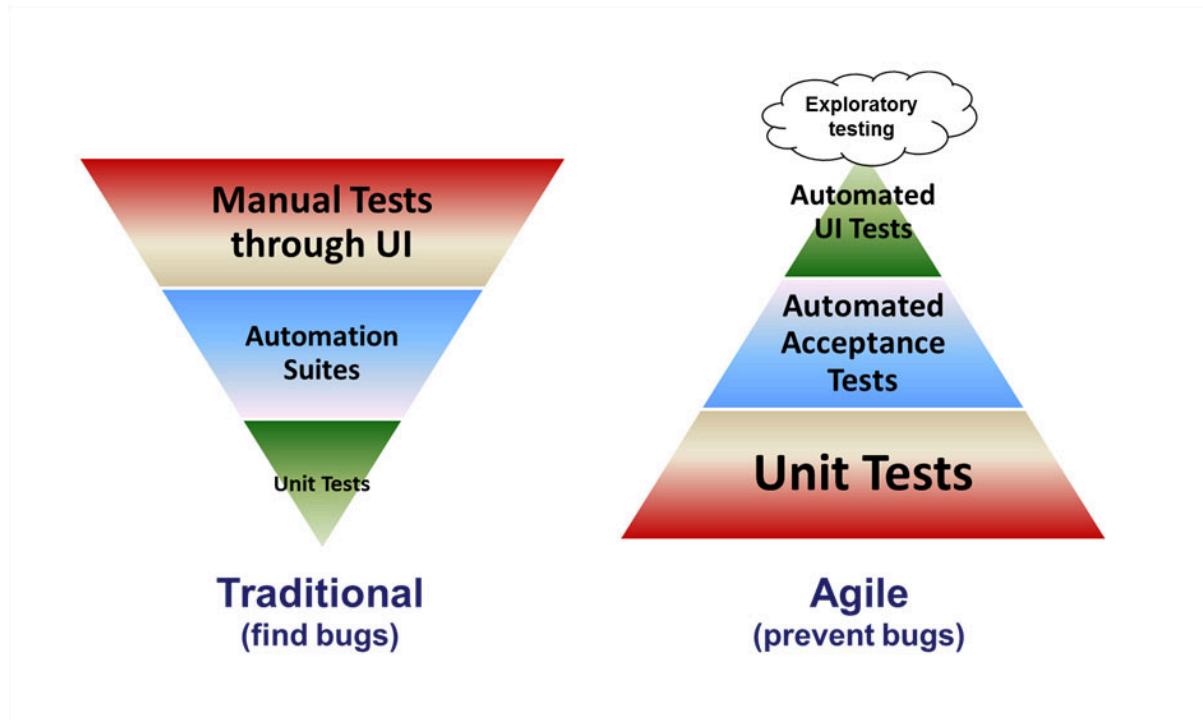 Manual Tests
through UI
Automation
Suites
Unit Tests
Traditional
(find bugs)
Exploratory
testing
Automated
UI Tests
Automated
Acceptance
Tests
Unit Tests
Agile
(prevent bugs)